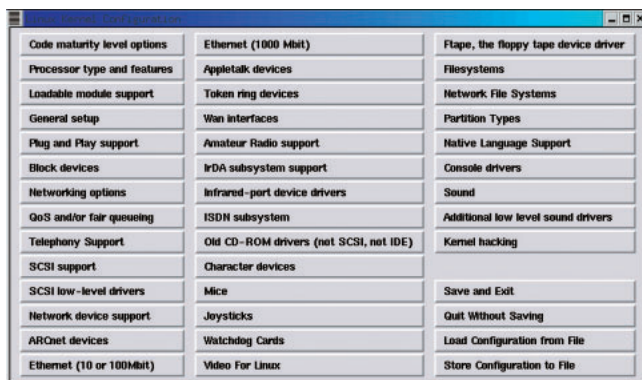 Linux Kernel Configuration
Code maturity level options
Processor type and features
Loadable module support
General setup
Plug and Play support
Block devices
Networking options
QoS and/or fair queueing
Telephony Support
SCSI support
SCSI low-level drivers
Network device support
ARCnet devices
Ethernet (10 or 100Mbit)
Ethernet (1000 Mbit)
Appletalk devices
Token ring devices
Wan interfaces
Amateur Radio support
IrDA subsystem support
Infrared-port device drivers
ISDN subsystem
Old CD-ROM drivers (not SCSI, not IDE)
Character devices
Mice
Joysticks
Watchdog Cards
Video For Linux
Ftape, the floppy tape device driver
Filesystems
Network File Systems
Partition Types
Native Language Support
Console drivers
Sound
Additional low level sound drivers
Kernel hacking
Save and Exit
Quit Without Saving
Load Configuration from File
Store Configuration to File